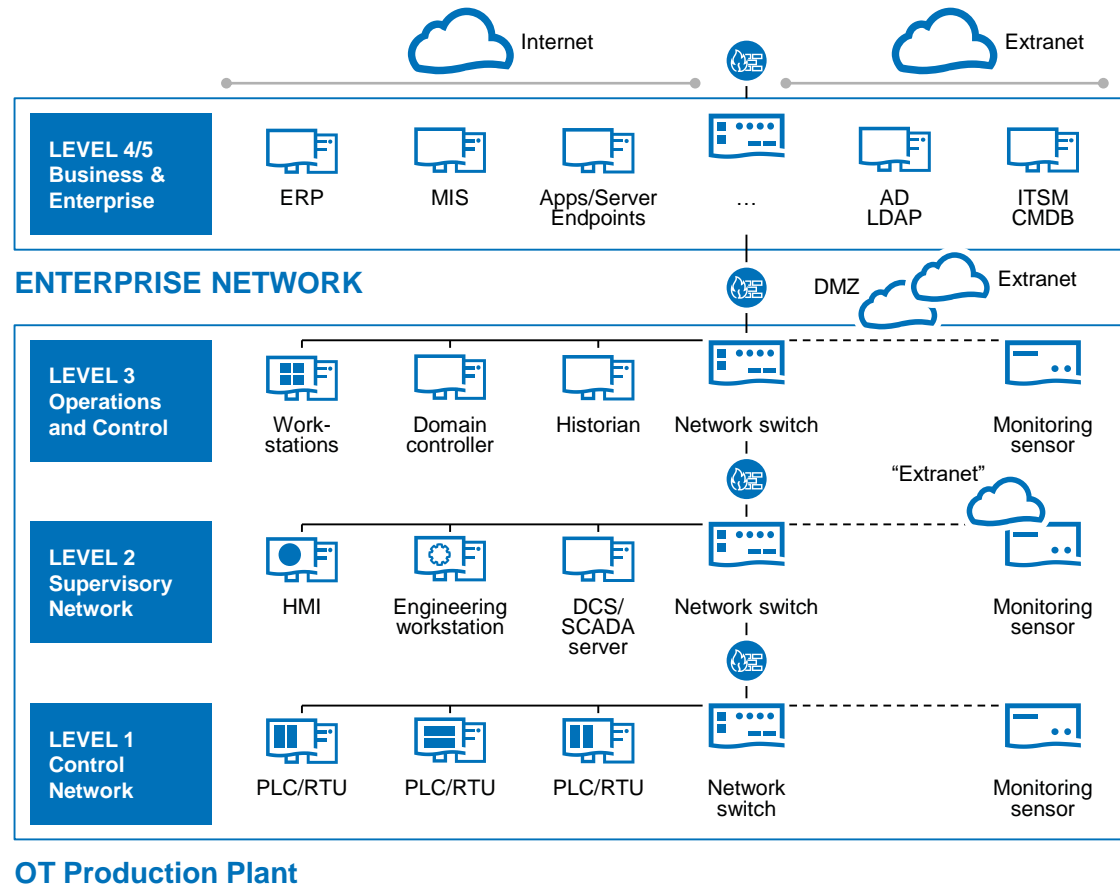 Internet
Extranet
LEVEL 4/5
Business &
Enterprise
ERP
MIS
Apps/Server
Endpoints
...
AD
LDAP
ITSM
CMDB
ENTERPRISE NETWORK
DMZ
Extranet
LEVEL 3
Operations
and Control
Work-
stations
Domain
controller
Historian
Network switch
Monitoring
sensor
“Extranet”
LEVEL 2
Supervisory
Network
HMI
Engineering
workstation
DCS/
SCADA
server
Network switch
Monitoring
sensor
LEVEL 1
Control
Network
PLC/RTU
PLC/RTU
PLC/RTU
Network
switch
Monitoring
sensor
OT Production Plant